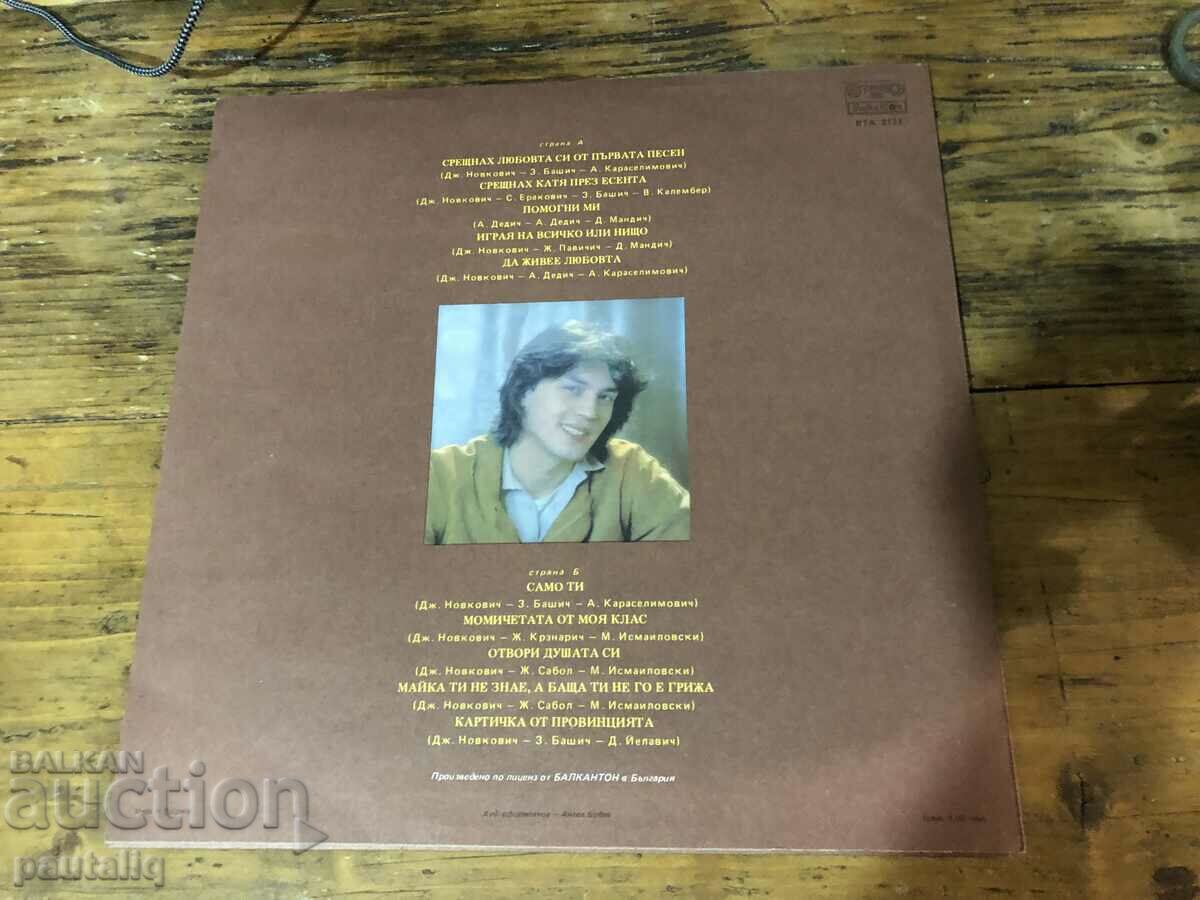 страна А
СРЕЩНАХ ЛЮБОВТА СИ ОТ ПЪРВАТА ПЕСЕН
(Дж. Новкович – З. Башич – А. Караселимович)
СРЕЩНАХ КАТЯ ПРЕЗ ЕСЕНТА
(Дж. Новкович – С. Еракович – З. Башич – В. Калембер)
ПОМОГНИ МИ
(А. Дедич – А. Дедич – Д. Мандич)
ИГРАЯ НА ВСИЧКО ИЛИ НИЩО
(Дж. Новкович – Ж. Павичич – Д. Мандич)
ДА ЖИВЕЕ ЛЮБОВТА
(Дж. Новкович – А. Дедич – А. Караселимович)
страна Б
САМО ТИ
(Дж. Новкович – З. Башич – А. Караселимович)
МОМИЧЕТАТА ОТ МОЯ КЛАС
(Дж. Новкович – Ж. Крзнарич – М. Исмаиловски)
ОТВОРИ ДУШАТА СИ
(Дж. Новкович – Ж. Сабол – М. Исмаиловски)
МАЙКА ТИ НЕ ЗНАЕ, А БАЩА ТИ НЕ ГО Е ГРИЖА
(Дж. Новкович – Ж. Сабол – М. Исмаиловски)
КАРТИЧКА ОТ ПРОВИНЦИЯТА
(Дж. Новкович – З. Башич – Д. Йелавич)
Произведено по лиценз от БАЛКАНТОН в България
BALKAN
auction
pautaliq